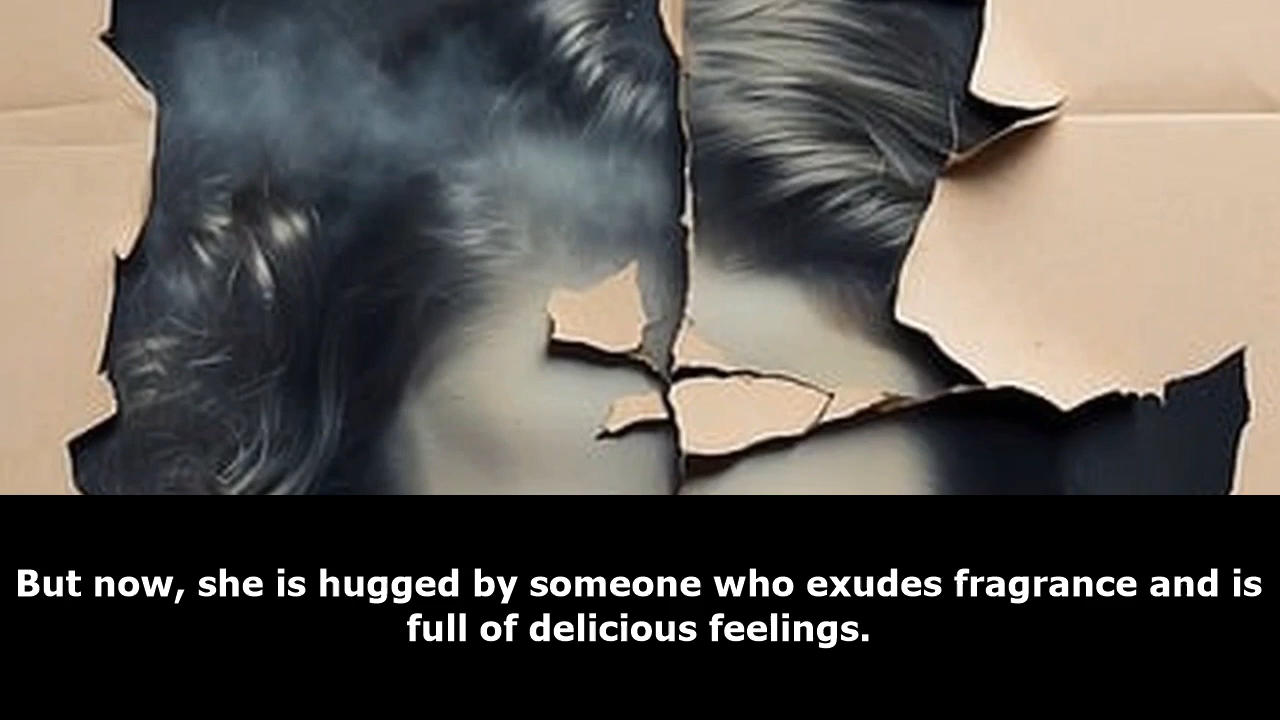 But now, she is hugged by someone who exudes fragrance and is
full of delicious feelings.